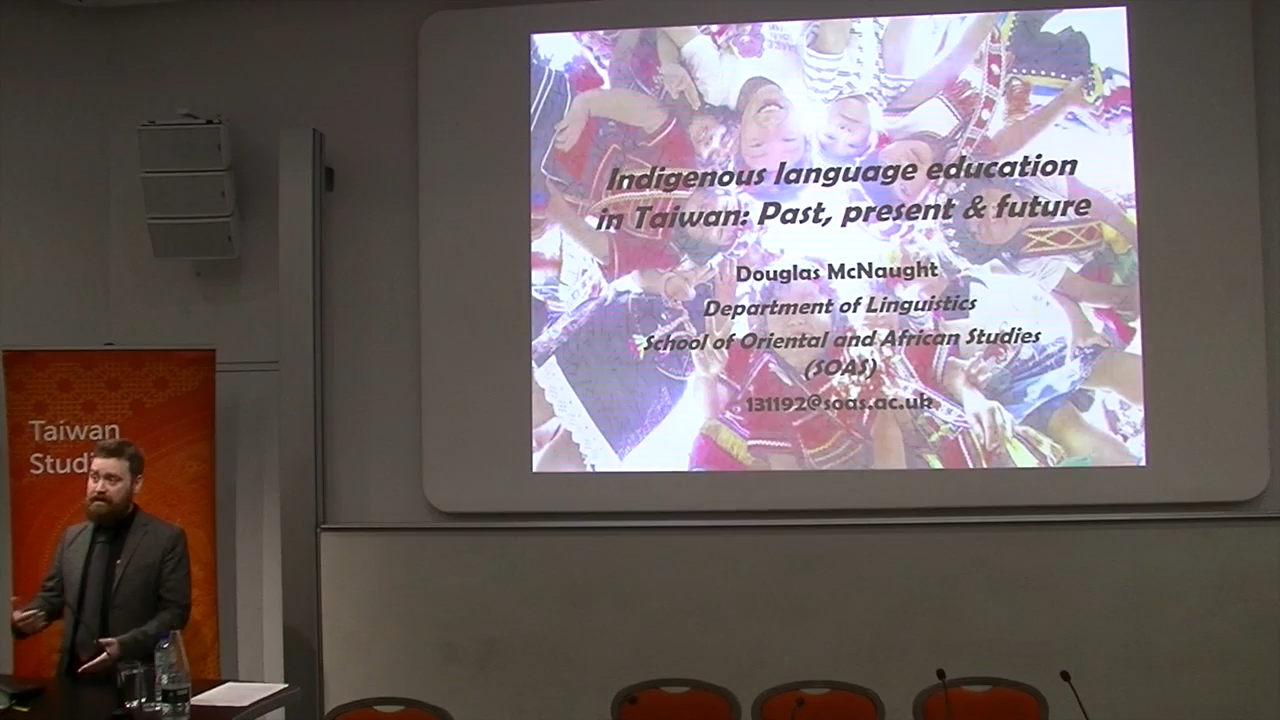 Indigenous language education
in Taiwan: Past, present & future
Douglas McNaught
Department of Linguistics
School of Oriental and African Studies
(SOAS)
131192@soas.ac.uk
Taiwan
Studi